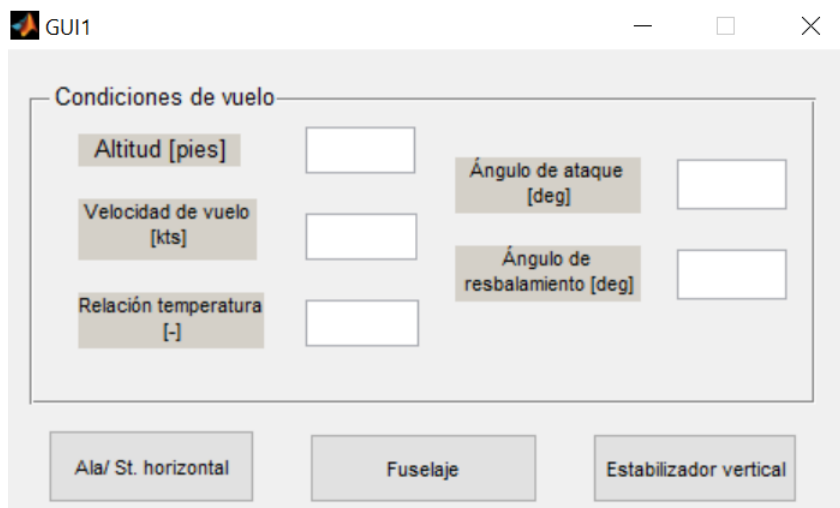 GUI1
Condiciones de vuelo
Altitud [pies]
Velocidad de vuelo
[kts]
Relación temperatura
[-]
Ángulo de ataque
[deg]
Ángulo de
resbalamiento [deg]
Ala/ St. horizontal
Fuselaje
Estabilizador vertical